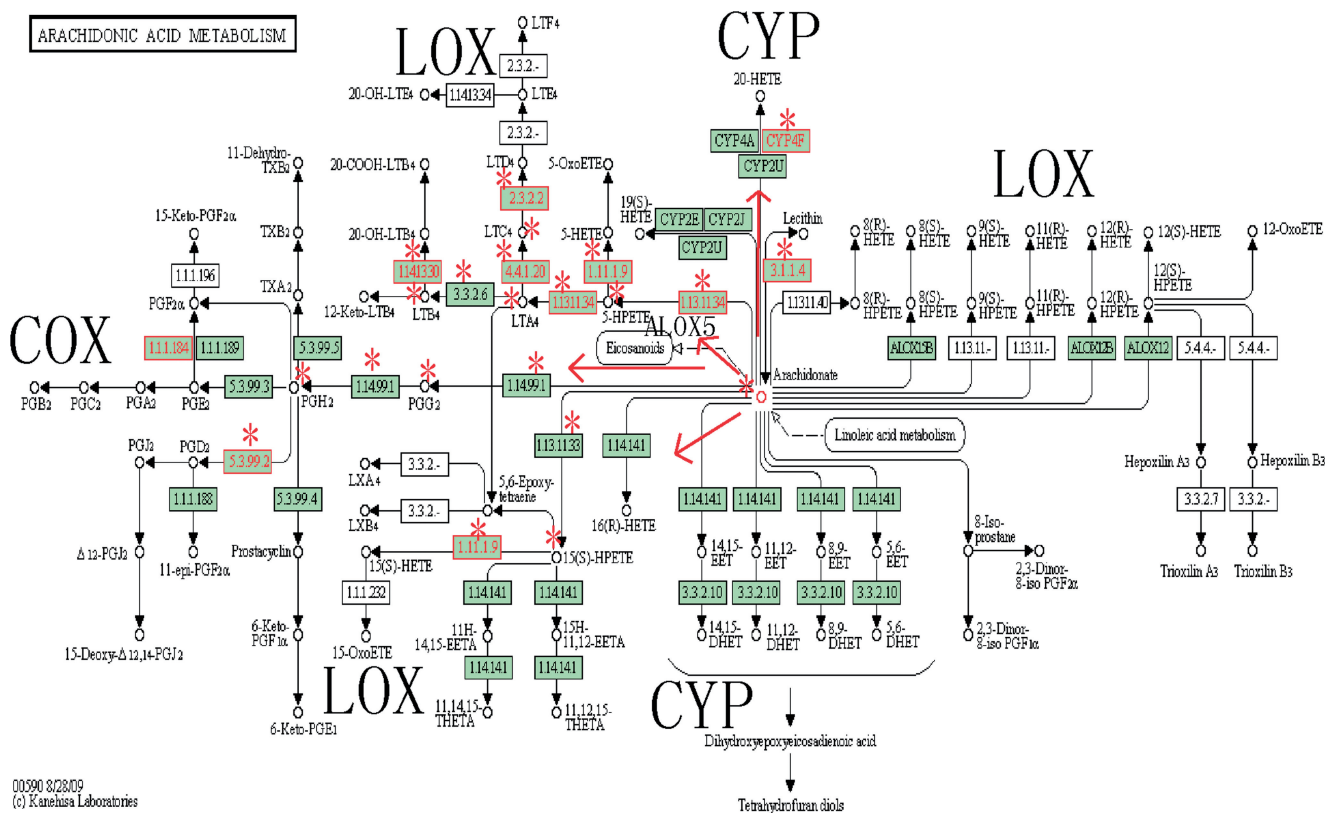 ARACHIDONIC ACID METABOLISM
LOX
CYP
LTF4
2.3.2.-
20-HETE
20-OH-LTE4
1.14.13.34
LTE4
2.3.2.-
CYP4A
CYP4F
CYP2U
11-Dehydro-
TXB2
20-COOH-LTB4
LTD4
5-OxoETE
LOX
2.3.2.2
19(S)-
HETE
CYP2E
CYP2J
CYP2U
Lecithin
15-Keto-PGF2α
TXB2
20-OH-LTB4
LTC4
5-HETE
8(R)-
HETE
8(S)-
HETE
9(S)-
HETE
11(R)-
HETE
12(R)-
HETE
12(S)-HETE
12-OxoETE
1.1.1.196
1.14.13.30
4.4.1.20
1.11.1.9
3.1.1.4
12(S)-
HPETE
PGF2α
TXA2
12-Keto-LTB4
LTB4
3.3.2.6
LTA4
1.13.11.34
5-HPETE
1.13.11.34
1.13.11.40
8(R)-
HPETE
8(S)-
HPETE
9(S)-
HPETE
11(R)-
HPETE
12(R)-
HPETE
COX
ALOX5
1.1.1.184
1.1.1.189
5.3.99.5
Eicosanoids
ALOX15B
1.13.11.-
1.13.11.-
ALOX12B
ALOX12
5.4.4.-
5.4.4.-
Arachidonate
PGB2
PGC2
PGA2
PGE2
5.3.99.3
PGH2
1.14.99.1
PGG2
1.14.99.1
Linoleic acid metabolism
PGJ2
PGD2
5.3.99.2
1.13.11.33
1.14.14.1
LXA4
3.3.2.-
5,6-Epoxy-
tetraene
Hepoxilin A3
Hepoxilin B3
1.1.1.188
5.3.99.4
LXB4
3.3.2.-
16(R)-HETE
1.14.14.1
1.14.14.1
1.14.14.1
1.14.14.1
3.3.2.7
3.3.2.-
8-Iso-
prostane
Δ12-PGJ2
11-epi-PGF2α
Prostacyclin
15(S)-HETE
1.11.1.9
15(S)-HPETE
14,15-
EET
11,12-
EET
8,9-
EET
5,6-
EET
2,3-Dinor-
8-iso PGF2α
Trioxilin A3
Trioxilin B3
1.1.1.232
1.14.14.1
1.14.14.1
3.3.2.10
3.3.2.10
3.3.2.10
3.3.2.10
15-Deoxy-Δ12,14-PGJ2
6-Keto-
PGF1α
15-OxoETE
11H-
14,15-EETA
15H-
11,12-EETA
14,15-
DHET
11,12-
DHET
8,9-
DHET
5,6-
DHET
2,3-Dinor-
8-iso PGF1α
1.14.14.1
1.14.14.1
LOX
CYP
6-Keto-PGE1
11,14,15-
THETA
11,12,15-
THETA
Dihydroxyepoxyeicosadienoic acid
Tetrahydrofuran diols
00590 8/28/09
(c) Kanehisa Laboratories